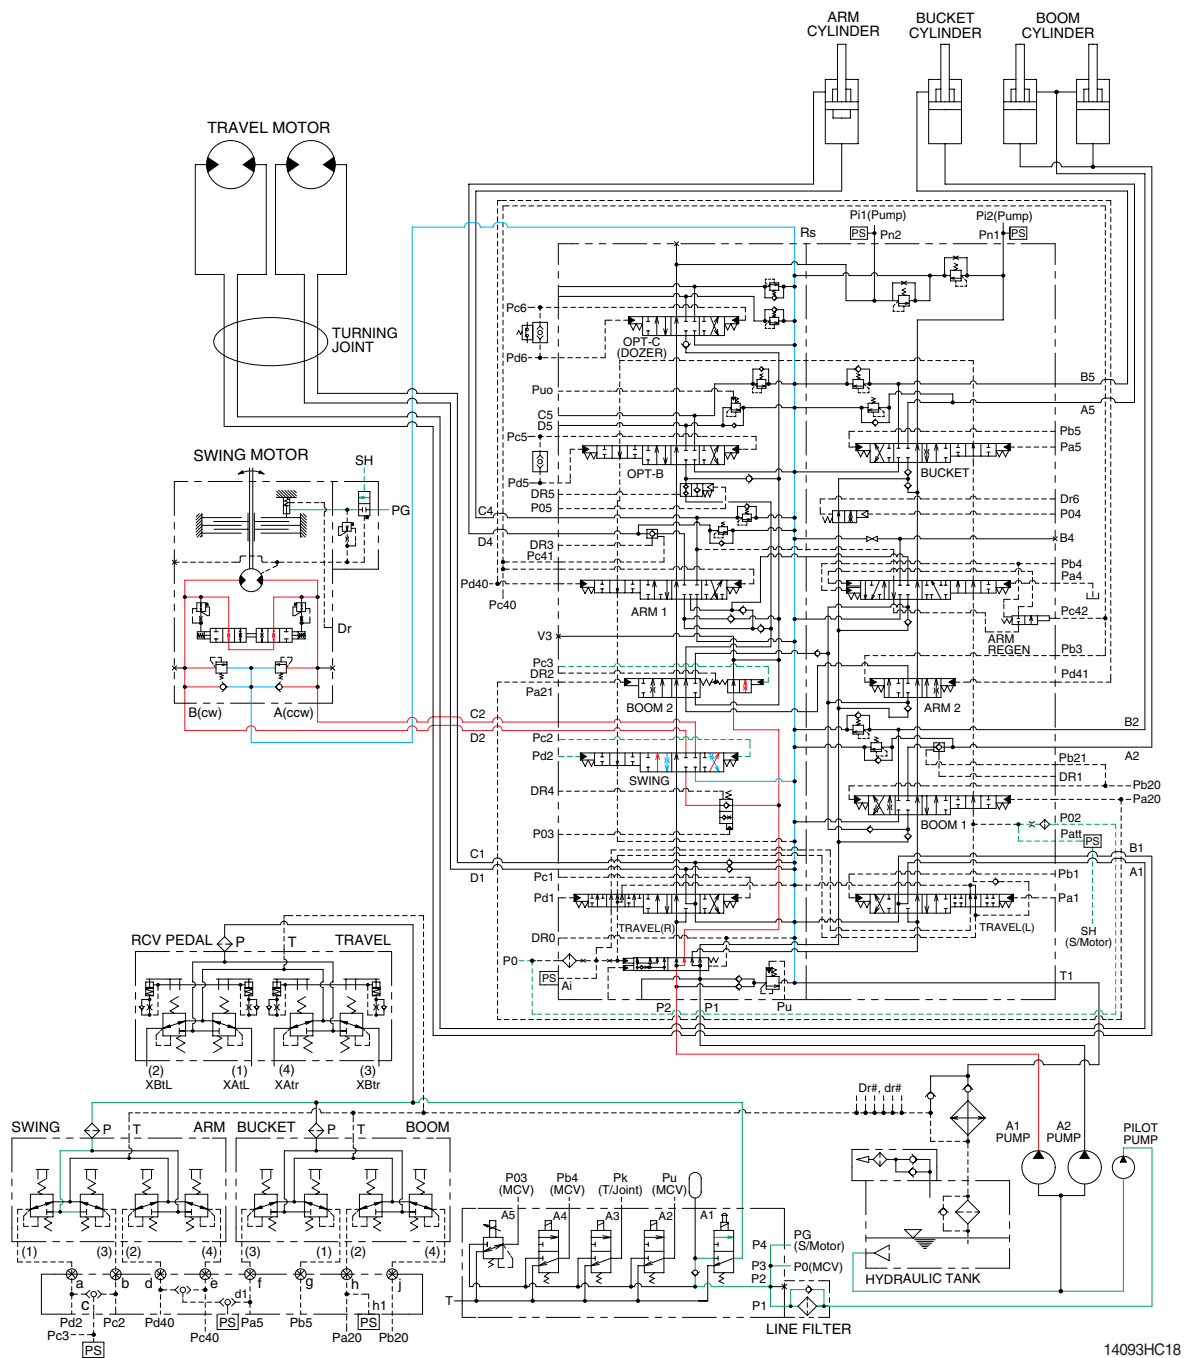 ARM
CYLINDER
BUCKET
CYLINDER
BOOM
CYLINDER
TRAVEL MOTOR
TURNING
JOINT
Pi1(Pump)
Pi2(Pump)
PS
Pn2
Pn1
PS
Rs
Pc6
Pd6
OPT-C
(DOZER)
Puo
C5
D5
Pc5
Pd5
OPT-B
DR5
P05
B5
A5
Pb5
Pa5
BUCKET
SWING MOTOR
SH
PG
Dr
B(cw)
A(ccw)
C4
D4
DR3
Pc41
Pd40
Pc40
ARM 1
Dr6
P04
B4
Pb4
Pa4
Pc42
ARM
REGEN
V3
Pc3
DR2
Pa21
BOOM 2
Pb3
Pd41
ARM 2
C2
D2
Pc2
Pd2
SWING
B2
A2
Pb21
DR1
Pb20
Pa20
BOOM 1
DR4
P03
P02
Patt
PS
C1
D1
B1
A1
Pc1
Pd1
TRAVEL(R)
Pb1
Pa1
TRAVEL(L)
SH
(S/Motor)
DR0
P0
PS
Ai
T1
P2
P1
Pu
RCV PEDAL
P
T
TRAVEL
(2)
XBtL
(1)
XAtL
(4)
XAtr
(3)
XBtr
SWING
P
T
ARM
BUCKET
P
T
BOOM
(1)
(3)
(2)
(4)
(3)
(1)
(2)
(4)
a
b
d
e
f
g
h
j
c
d1
h1
Pd2
Pc2
Pd40
PS
Pa5
Pb5
PS
Pc3
Pc40
Pa20
Pb20
PS
P03
(MCV)
Pb4
(MCV)
Pk
(T/Joint)
Pu
(MCV)
A5
A4
A3
A2
A1
T
P4
PG
(S/Motor)
P3
P0(MCV)
P2
P1
LINE FILTER
Dr#, dr#
A1
PUMP
A2
PUMP
PILOT
PUMP
HYDRAULIC TANK
14093HC18